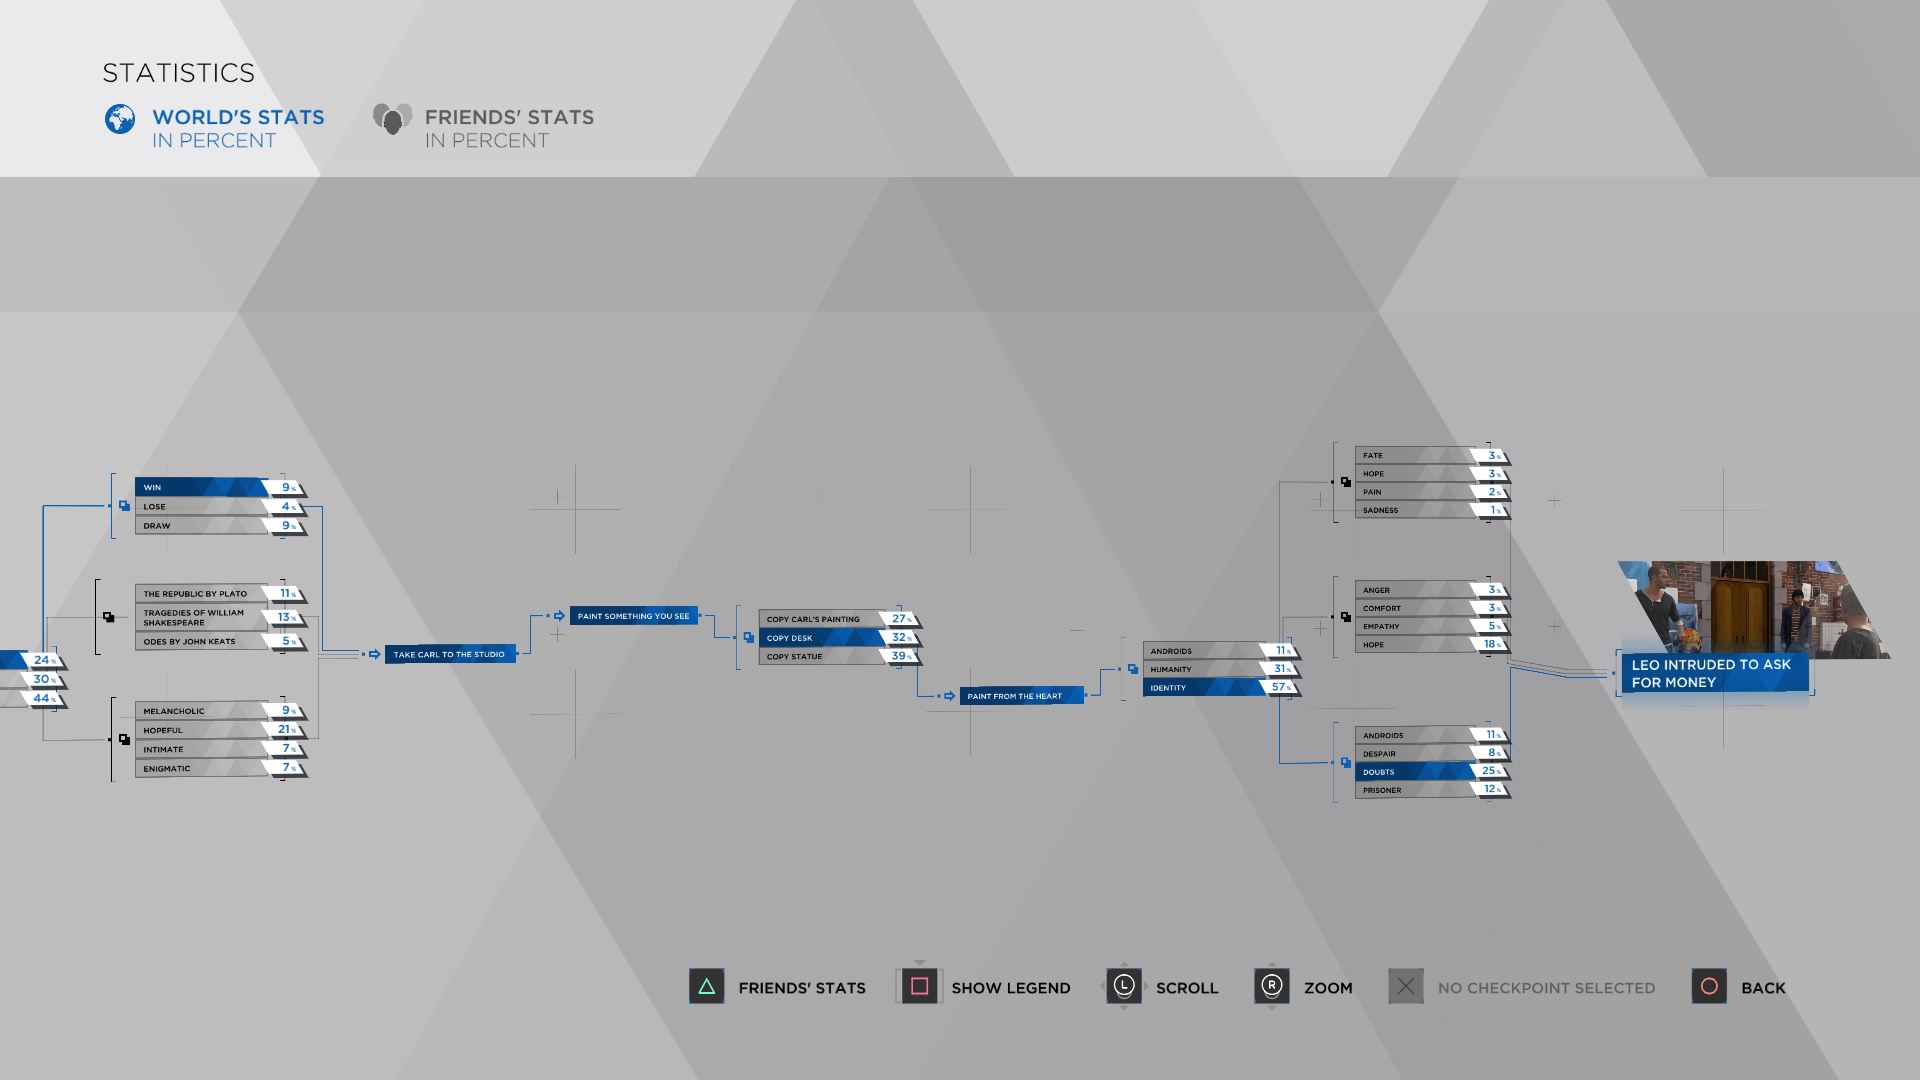 STATISTICS
WORLD'S STATS
IN PERCENT
FRIENDS' STATS
IN PERCENT
24%
30%
44%
WIN 9%
LOSE 4%
DRAW 9%
THE REPUBLIC BY PLATO 11%
TRAGEDIES OF WILLIAM
SHAKESPEARE 13%
ODES BY JOHN KEATS 5%
MELANCHOLIC 9%
HOPEFUL 21%
INTIMATE 7%
ENIGMATIC 7%
TAKE CARL TO THE STUDIO
PAINT SOMETHING YOU SEE
COPY CARL'S PAINTING 27%
COPY DESK 32%
COPY STATUE 39%
PAINT FROM THE HEART
ANDROIDS 11%
HUMANITY 31%
IDENTITY 57%
FATE 3%
HOPE 3%
PAIN 2%
SADNESS 1%
ANGER 3%
COMFORT 3%
EMPATHY 5%
HOPE 18%
ANDROIDS 11%
DESPAIR 8%
DOUBTS 25%
PRISONER 12%
LEO INTRUDED TO ASK
FOR MONEY
FRIENDS' STATS
SHOW LEGEND
L
SCROLL
R
ZOOM
NO CHECKPOINT SELECTED
BACK